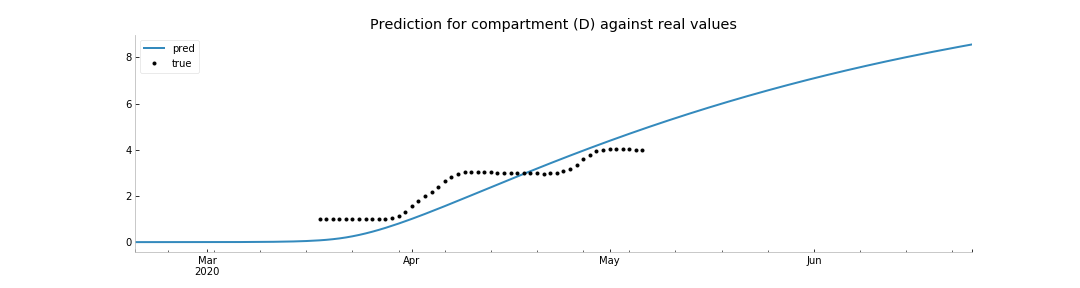 Prediction for compartment (D) against real values
pred
true
8
6
4
2
0
Mar
2020
Apr
May
Jun